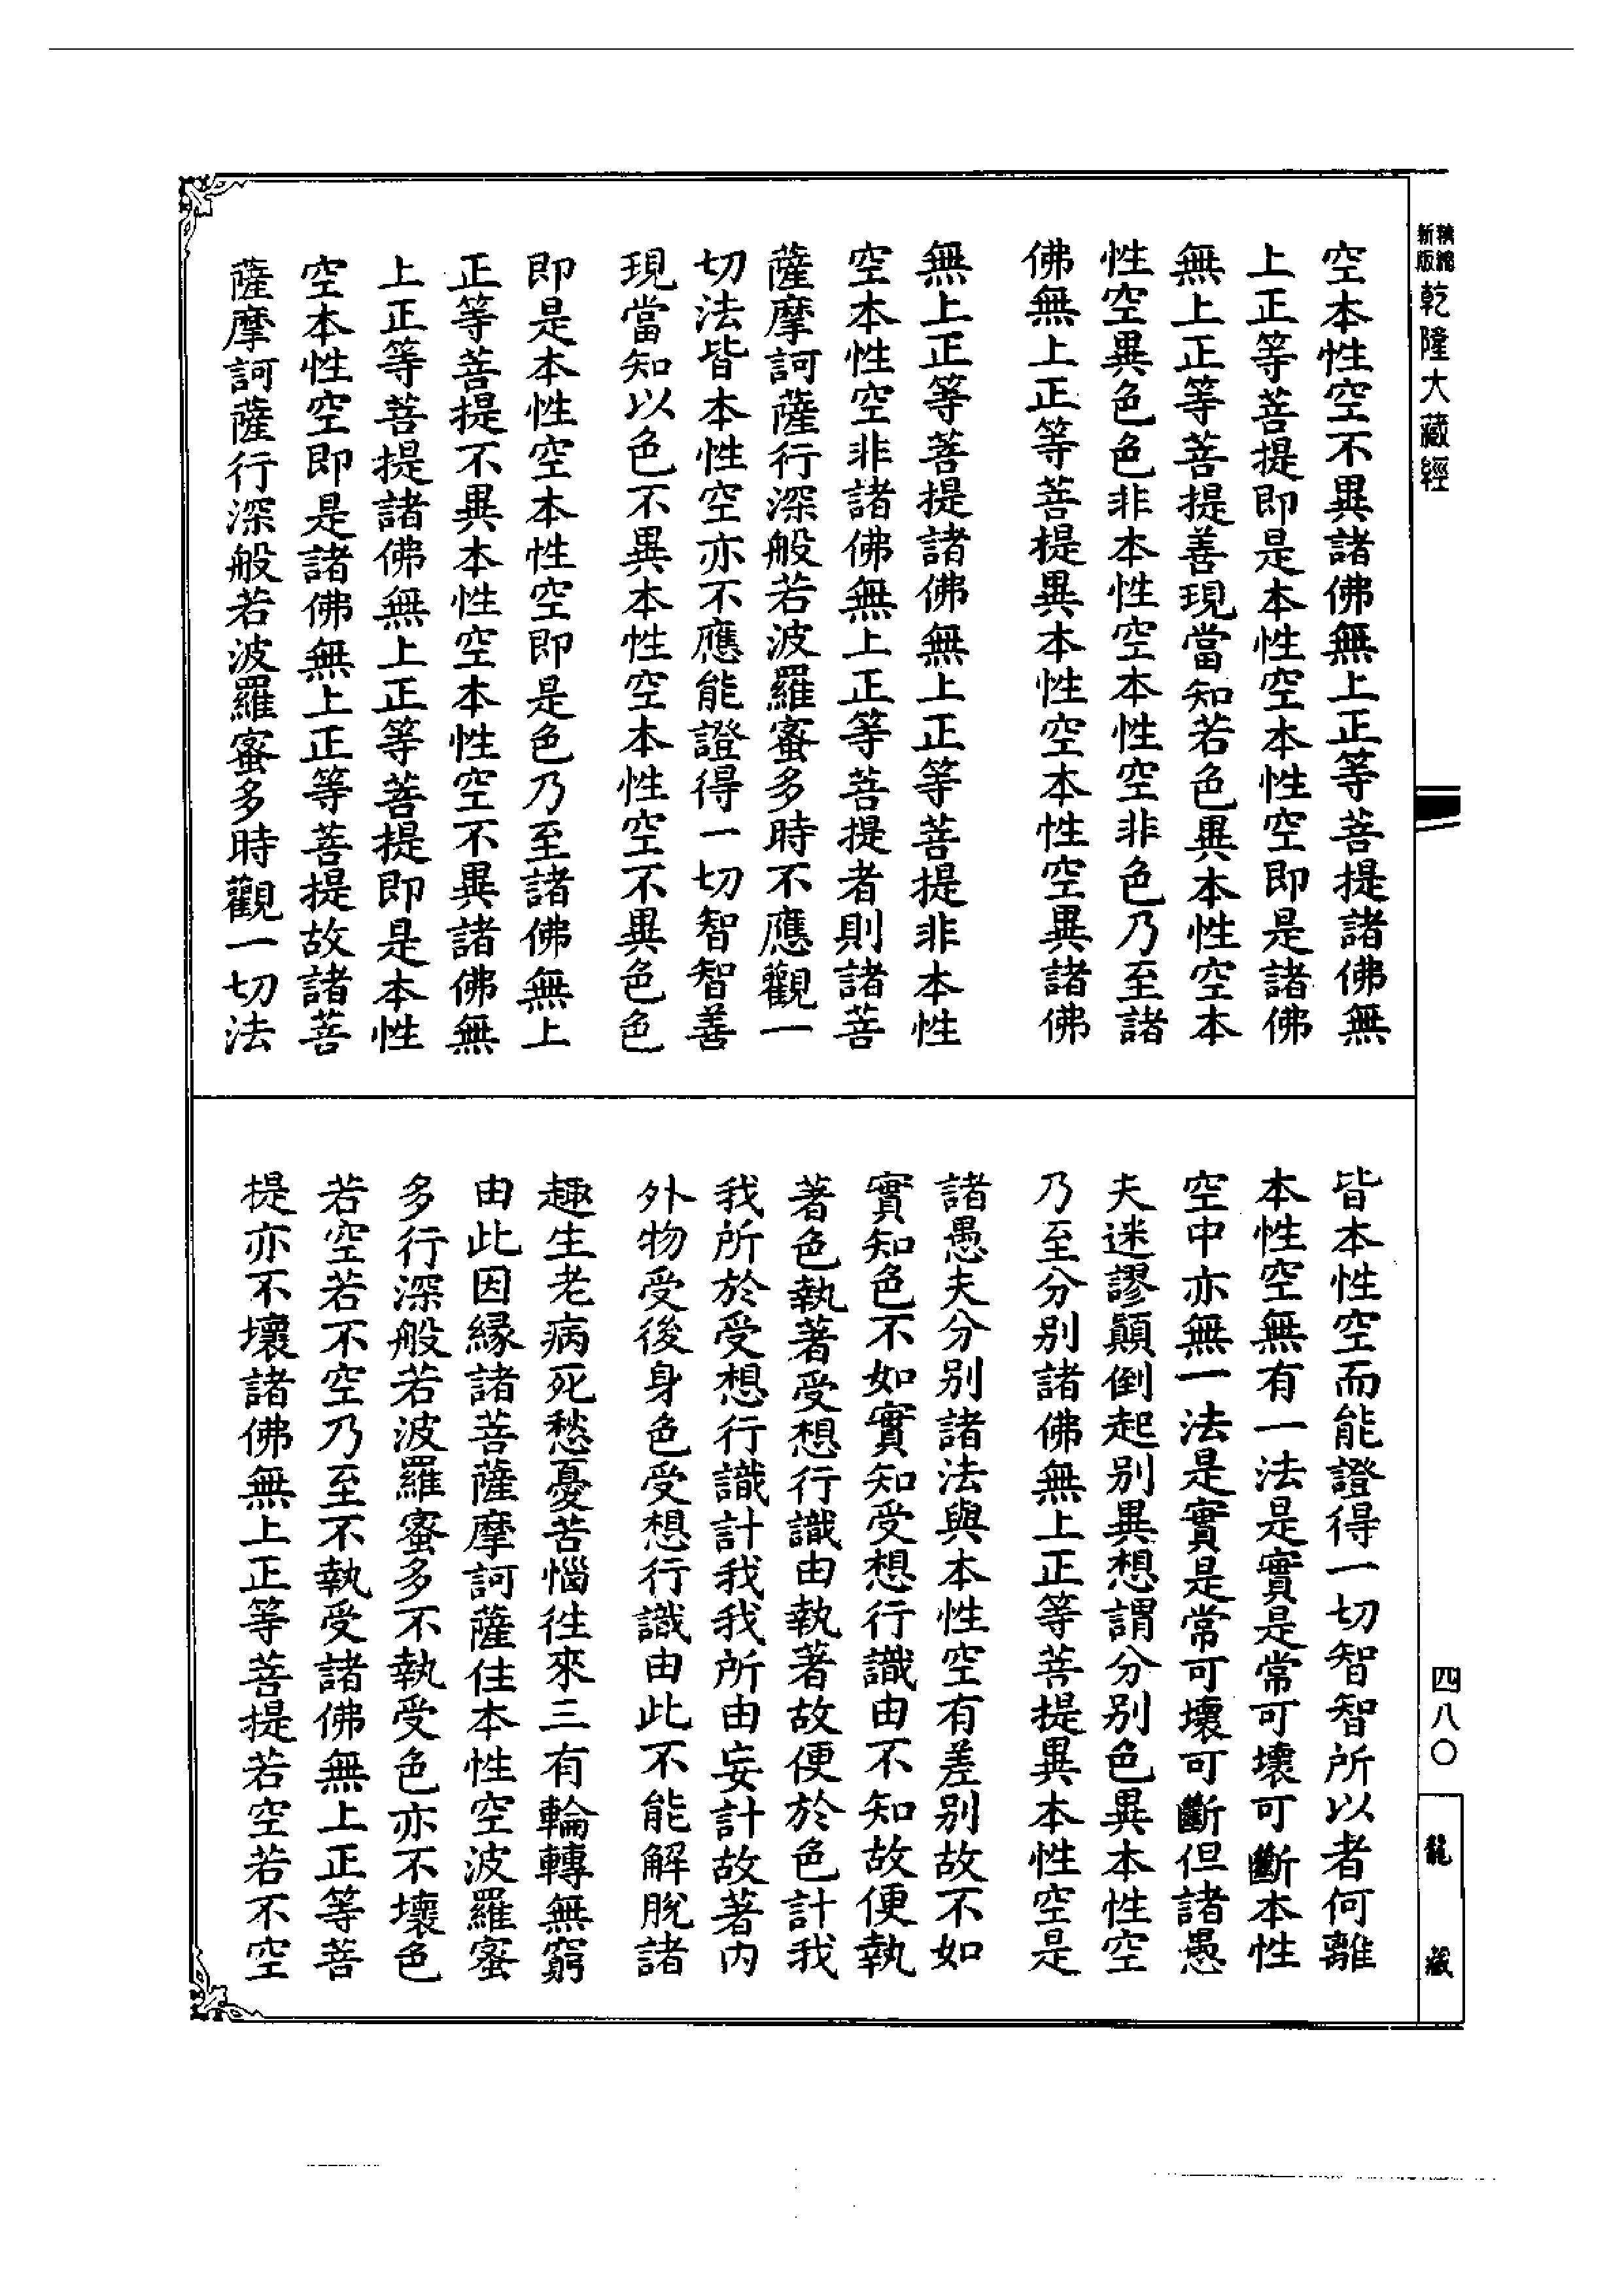 精縮
新版
乾隆大藏經
空本性空不異諸佛無上正等菩提諸佛無
上正等菩提即是本性空本性空即是諸佛
無上正等菩提善現當知若色異本性空本
性空異色色非本性空本性空非色乃至諸
佛無上正等菩提異本性空本性空異諸佛
無上正等菩提諸佛無上正等菩提非本性
空本性空非諸佛無上正等菩提者則諸菩
薩摩訶薩行深般若波羅蜜多時不應觀一
切法皆本性空亦不應能證得一切智智善
現當知以色不異本性空本性空不異色色
即是本性空本性空即是色乃至諸佛無上
正等菩提不異本性空本性空不異諸佛無
上正等菩提諸佛無上正等菩提即是本性
空本性空即是諸佛無上正等菩提故諸菩
薩摩訶薩行深般若波羅蜜多時觀一切法
皆本性空而能證得一切智智所以者何離
本性空無有一法是實是常可壞可斷本性
空中亦無一法是實是常可壞可斷但諸愚
夫迷謬顛倒起別異想謂分別色異本性空
乃至分別諸佛無上正等菩提異本性空是
諸愚夫分別諸法與本性空有差別故不如
實知色不如實知受想行識由不知故便執
著色執著受想行識由執著故便於色計我
我所於受想行識計我我所由妄計故著內
外物受後身色受想行識由此不能解脫諸
趣生老病死愁憂苦惱往來三有輪轉無窮
由此因緣諸菩薩摩訶薩住本性空波羅蜜
多行深般若波羅蜜多不執受色亦不壞色
若空若不空乃至不執受諸佛無上正等菩
提亦不壞諸佛無上正等菩提若空若不空
四八〇
龍藏